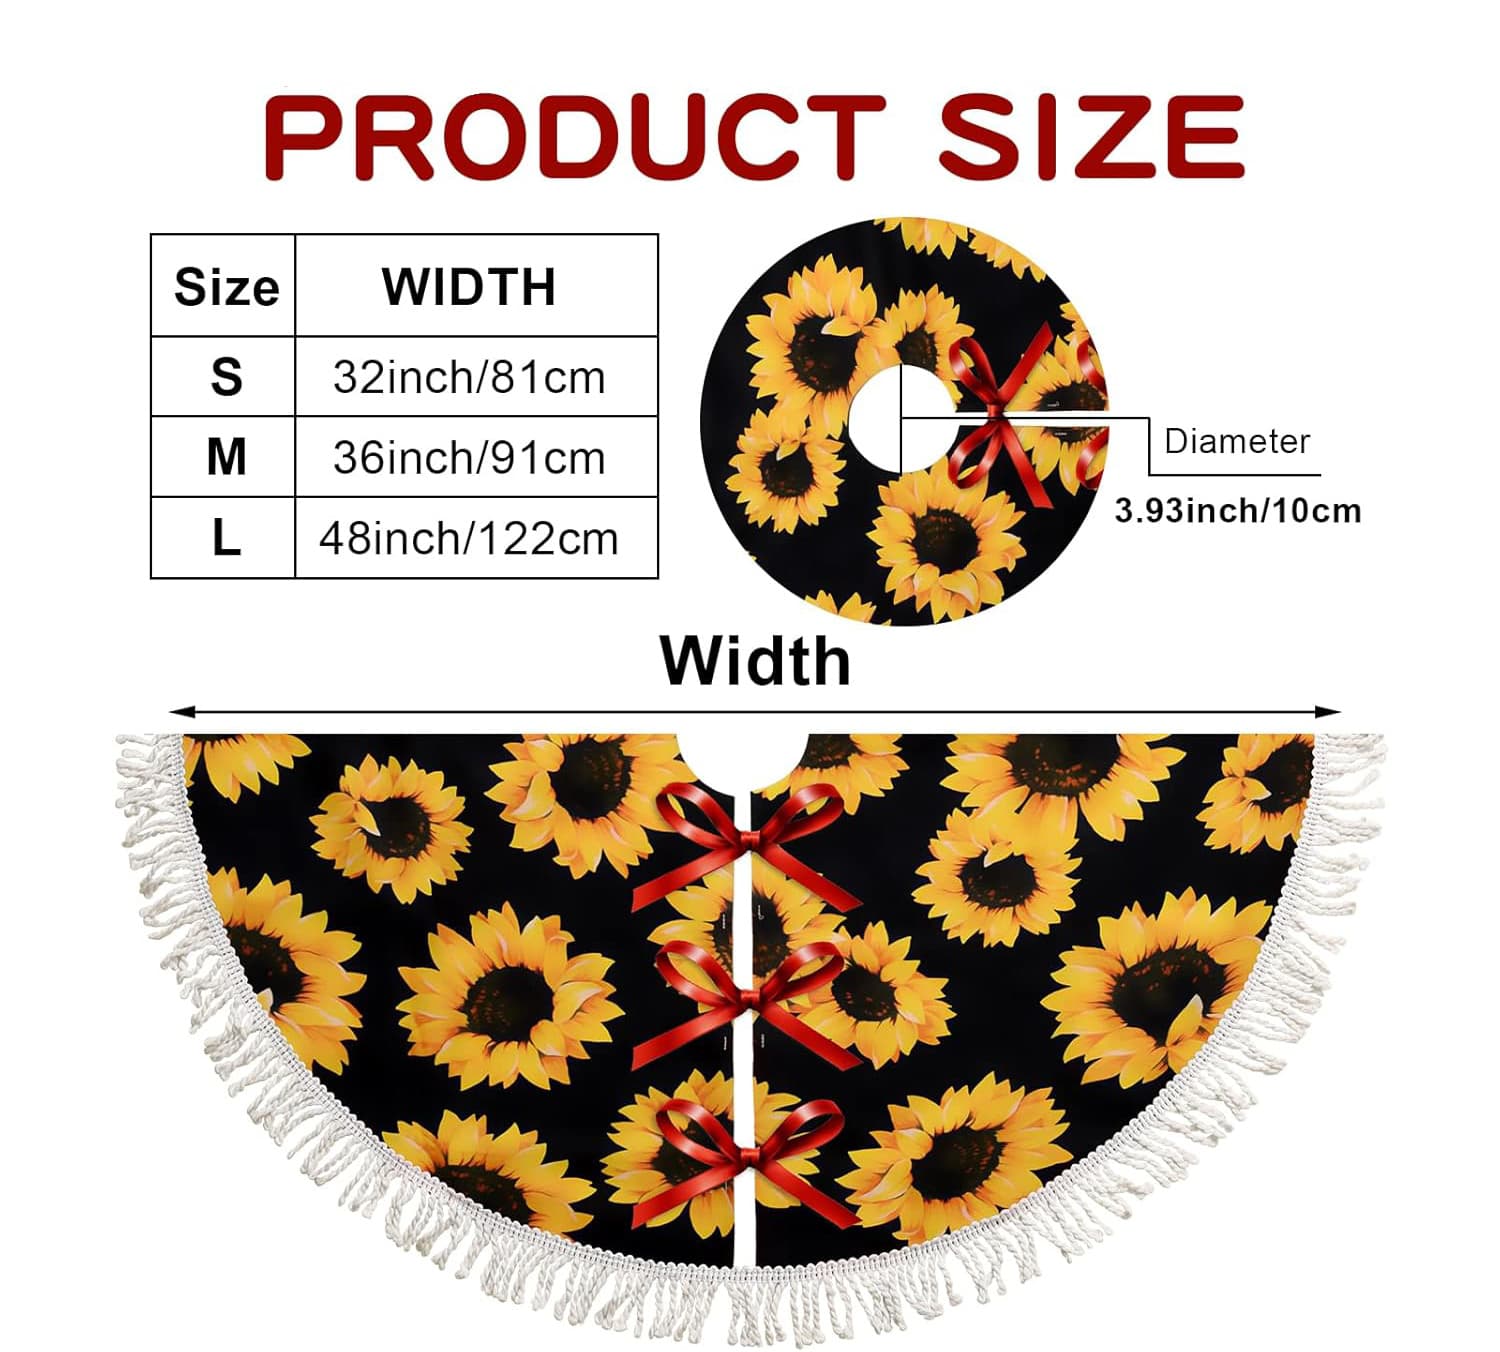 PRODUCT SIZE
Size WIDTH
S 32inch/81cm
M 36inch/91cm
L 48inch/122cm
Diameter
3.93inch/10cm
Width